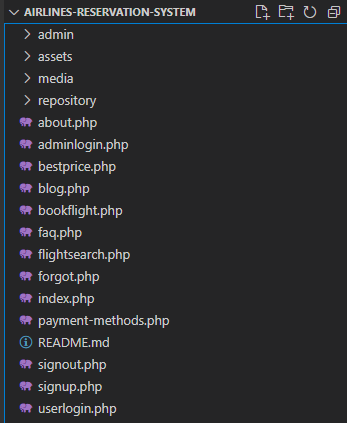 AIRLINES-RESERVATION-SYSTEM
admin
assets
media
repository
about.php
adminlogin.php
bestprice.php
blog.php
bookflight.php
faq.php
flightsearch.php
forgot.php
index.php
payment-methods.php
README.md
signout.php
signup.php
userlogin.php